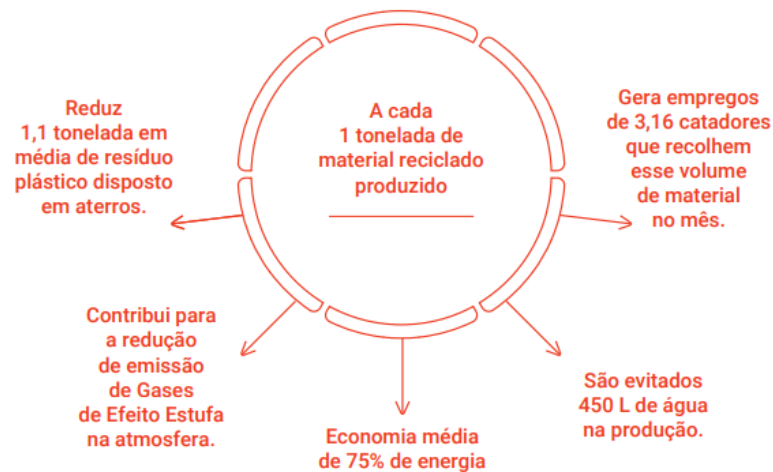 A cada
1 tonelada de
material reciclado
produzido
Reduz
1,1 tonelada em
média de resíduo
plástico disposto
em aterros.
Contribui para
a redução
de emissão
de Gases
de Efeito Estufa
na atmosfera.
Economia média
de 75% de energia
São evitados
450 L de água
na produção.
Gera empregos
de 3,16 catadores
que recolhem
esse volume
de material
no mês.